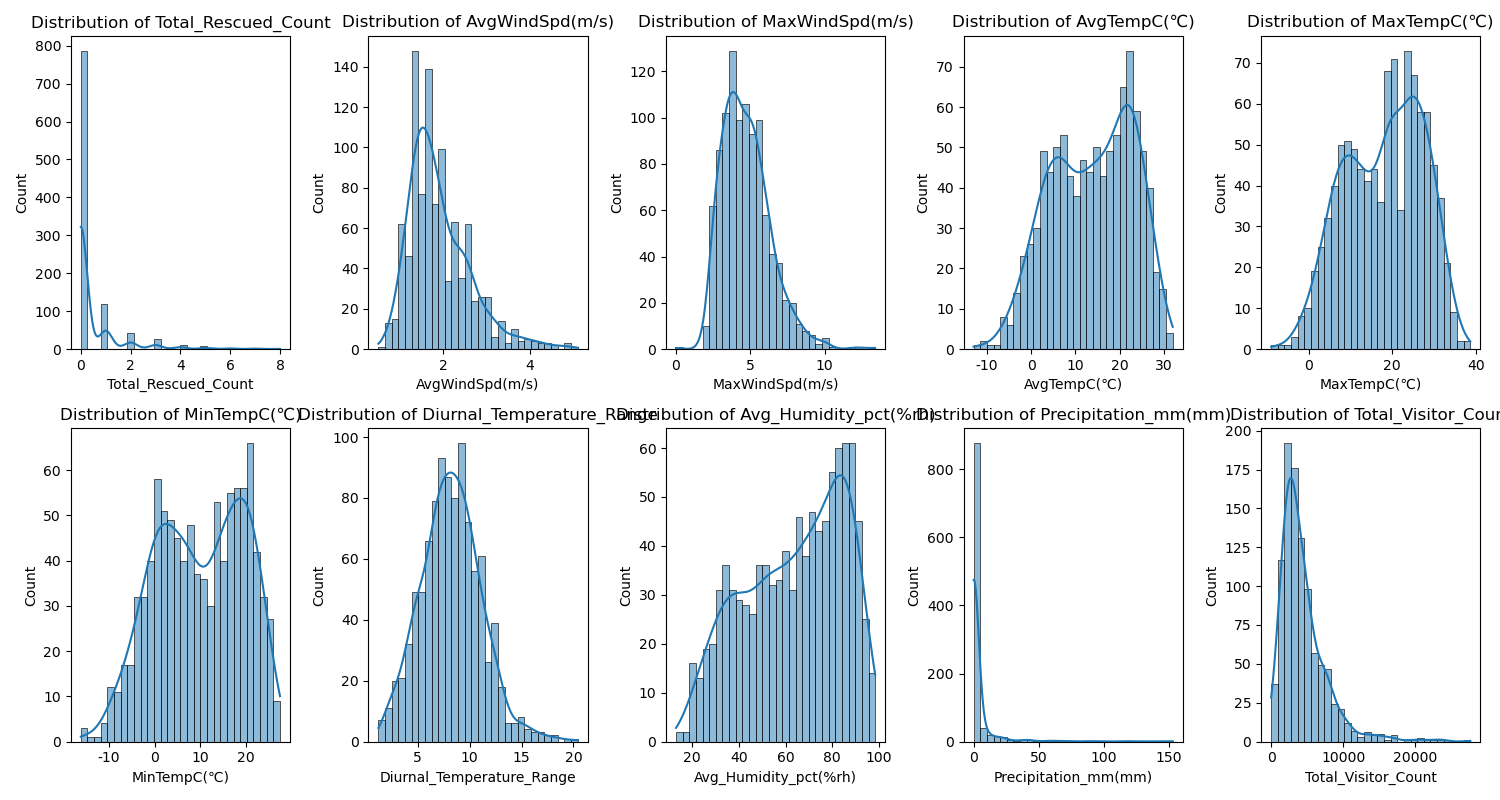 Distribution of Total_Rescued_Count
800
700
600
500
400
300
200
100
0
Count
0 2 4 6 8
Total_Rescued_Count
Distribution of AvgWindSpd(m/s)
140
120
100
80
60
40
20
0
Count
2 4
AvgWindSpd(m/s)
Distribution of MaxWindSpd(m/s)
120
100
80
60
40
20
0
Count
0 5 10
MaxWindSpd(m/s)
Distribution of AvgTempC(℃)
70
60
50
40
30
20
10
0
Count
-10 0 10 20 30
AvgTempC(℃)
Distribution of MaxTempC(℃)
70
60
50
40
30
20
10
0
Count
0 20 40
MaxTempC(℃)
Distribution of MinTempC(℃)
60
50
40
30
20
10
0
Count
-10 0 10 20
MinTempC(℃)
Distribution of Diurnal_Temperature_Range
100
80
60
40
20
0
Count
5 10 15 20
Diurnal_Temperature_Range
Distribution of Avg_Humidity_pct(%rh)
60
50
40
30
20
10
0
Count
20 40 60 80 100
Avg_Humidity_pct(%rh)
Distribution of Precipitation_mm(mm)
800
600
400
200
0
Count
0 50 100 150
Precipitation_mm(mm)
Distribution of Total_Visitor_Coun
200
175
150
125
100
75
50
25
0
Count
0 10000 20000
Total_Visitor_Count